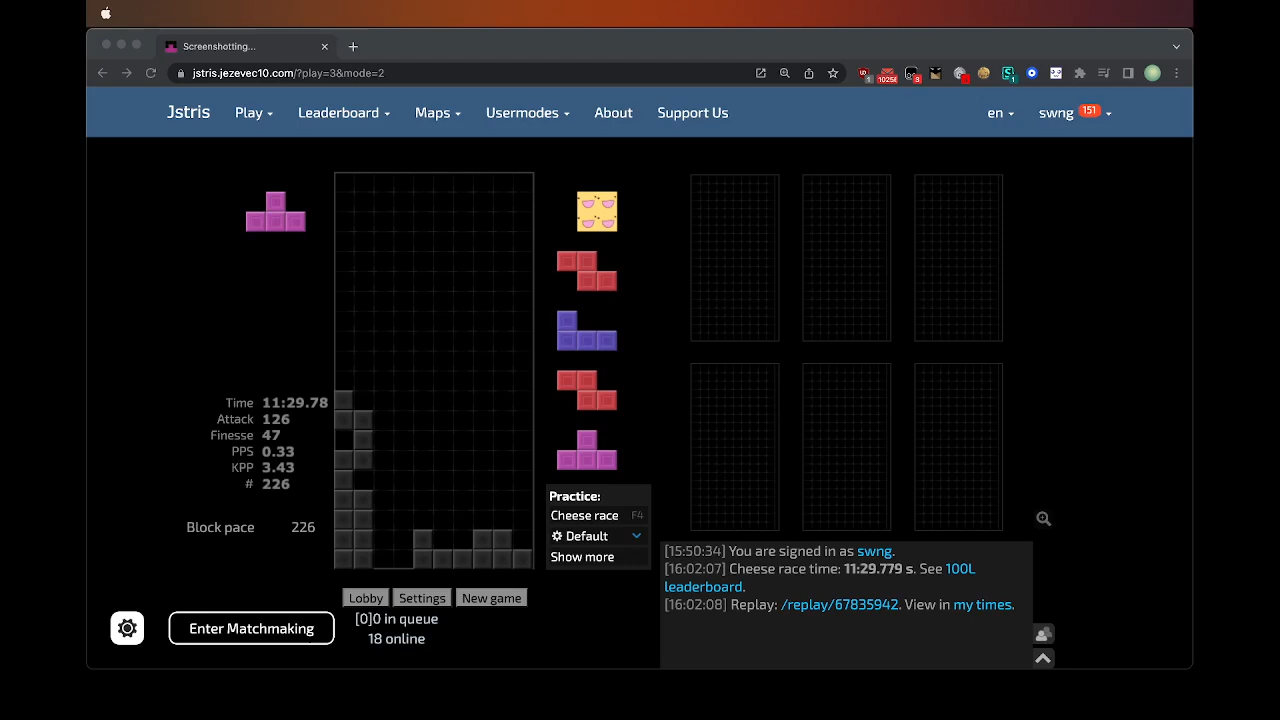 Screenshotting...
jstris.jezevec10.com/?play=3&mode=2
Jstris Play Leaderboard Maps Usermodes About Support Us en swng 151
Time 11:29.78
Attack 126
Finesse 47
PPS 0.33
KPP 3.43
# 226
Block pace 226
Practice:
Cheese race F4
Default
Show more
Lobby Settings New game
[0]0 in queue
18 online
Enter Matchmaking
[15:50:34] You are signed in as swng.
[16:02:07] Cheese race time: 11:29.779 s. See 100L
leaderboard.
[16:02:08] Replay: /replay/67835942. View in my times.